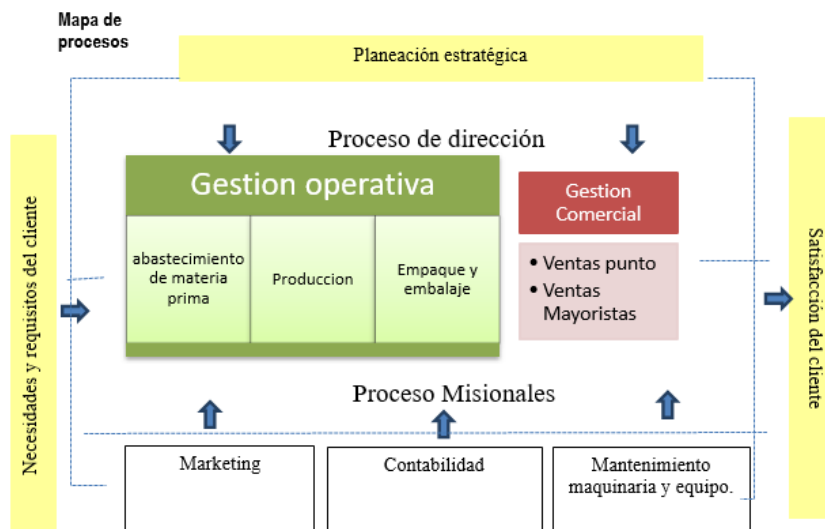 Mapa de
procesos
Planeación estratégica
Proceso de dirección
Necesidades y requisitos del cliente
Gestion operativa
abastecimiento
de materia
prima
Produccion
Empaque y
embalaje
Gestion
Comercial
• Ventas punto
• Ventas
Mayoristas
Satisfacción del cliente
Proceso Misionales
Marketing
Contabilidad
Mantenimiento
maquinaria y equipo.